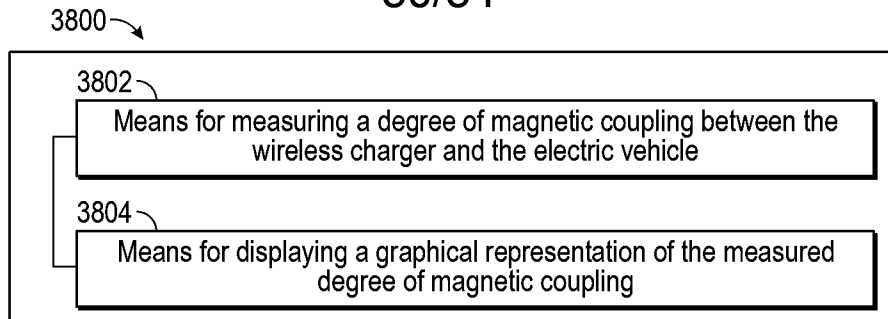 3800
3802
Means for measuring a degree of magnetic coupling between the
wireless charger and the electric vehicle
3804
Means for displaying a graphical representation of the measured
degree of magnetic coupling